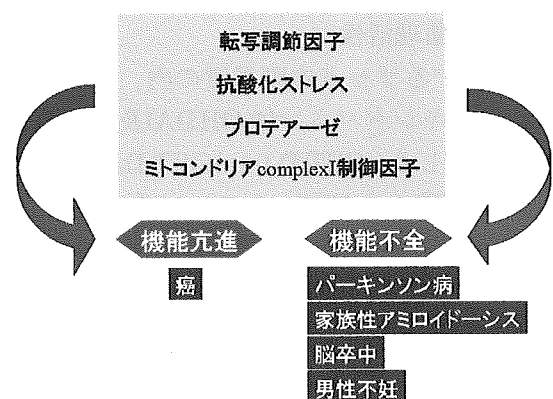 転写調節因子
抗酸化ストレス
プロテアーゼ
ミトコンドリアcomplexI制御因子
機能亢進
機能不全
癌
パーキンソン病
家族性アミロイドーシス
脳卒中
男性不妊